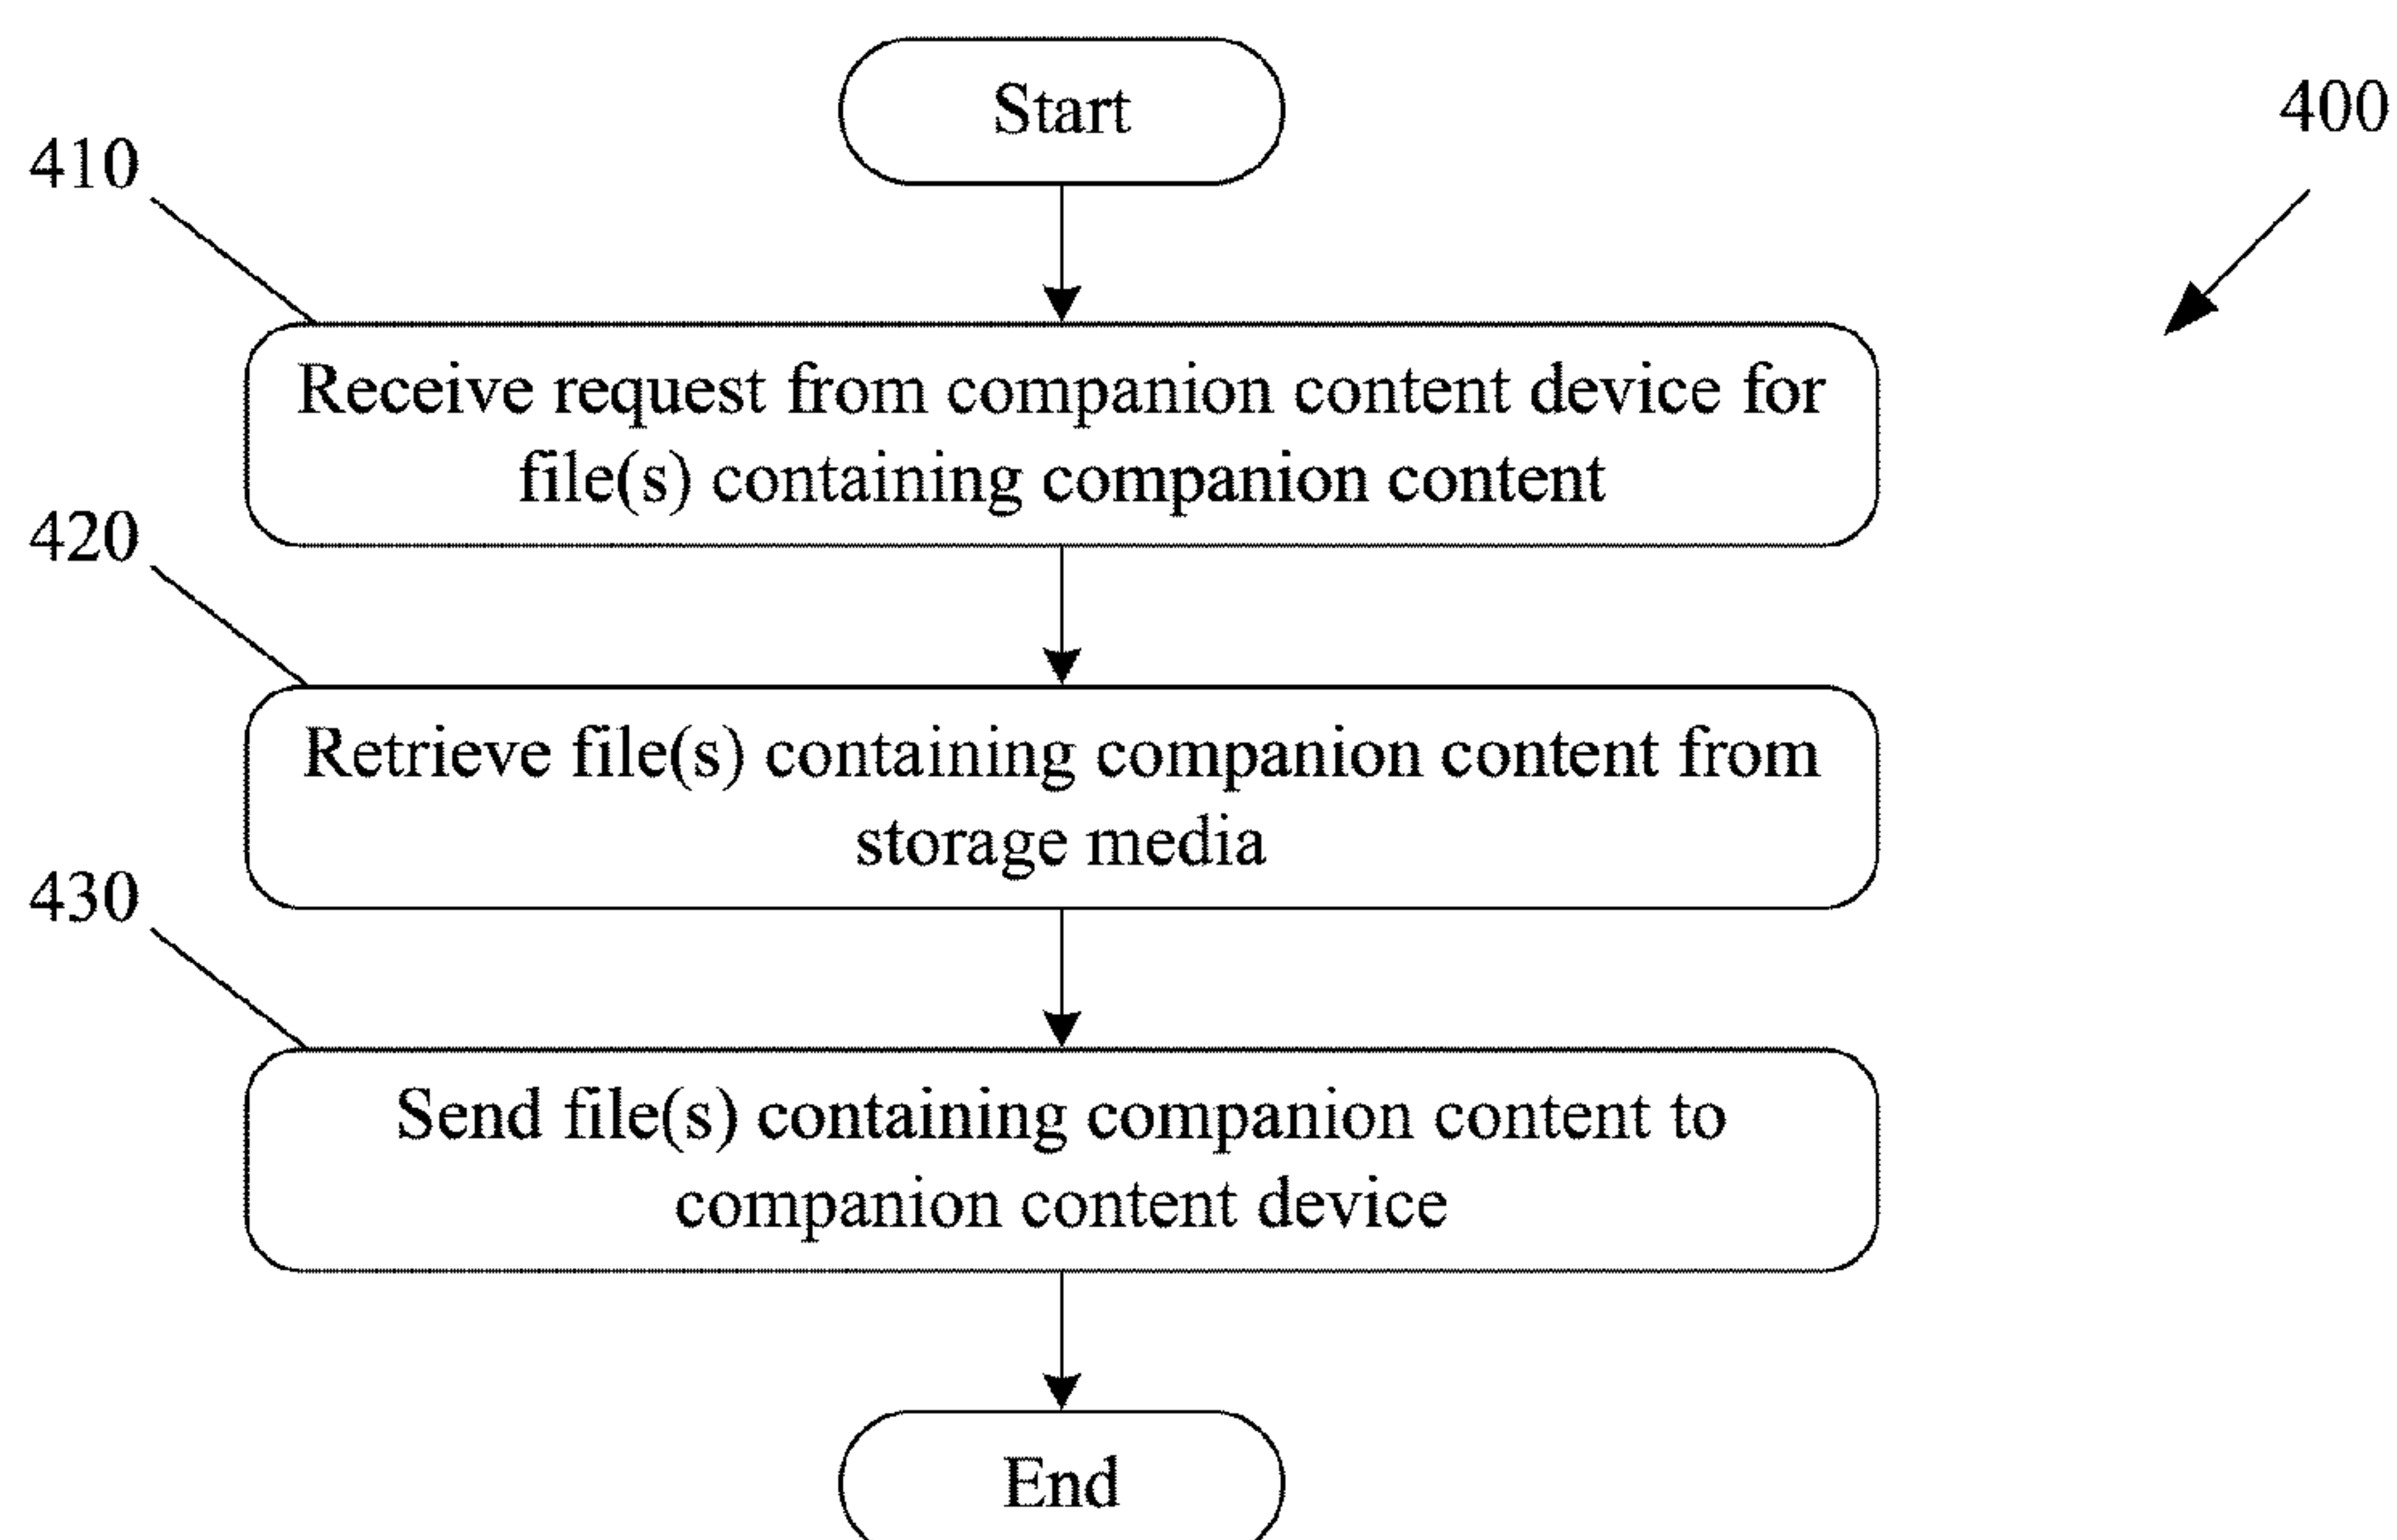 Start
400
410
Receive request from companion content device for
file(s) containing companion content
420
Retrieve file(s) containing companion content from
storage media
430
Send file(s) containing companion content to
companion content device
End